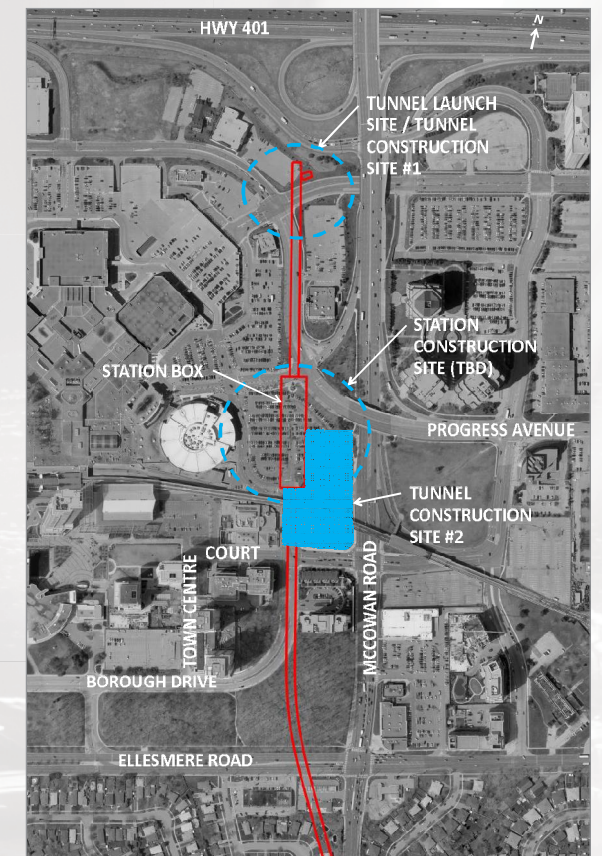 HWY 401
N
TUNNEL LAUNCH
SITE / TUNNEL
CONSTRUCTION
SITE #1
STATION
CONSTRUCTION
SITE (TBD)
STATION BOX
PROGRESS AVENUE
TUNNEL
CONSTRUCTION
SITE #2
COURT
TOWN CENTRE
MCCOWAN ROAD
BOROUGH DRIVE
ELLESMERE ROAD